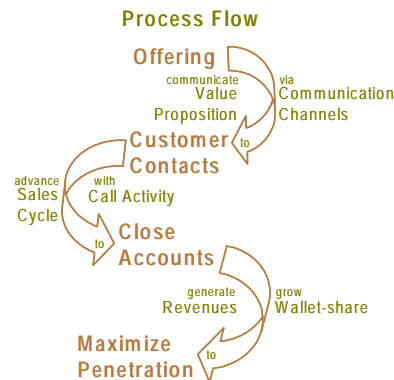 Process Flow
Offering
communicate
Value
Proposition
via
Communication
Channels
to
Customer
Contacts
advance
Sales
Cycle
with
Call Activity
to
Close
Accounts
generate
Revenues
grow
Wallet-share
to
Maximize
Penetration